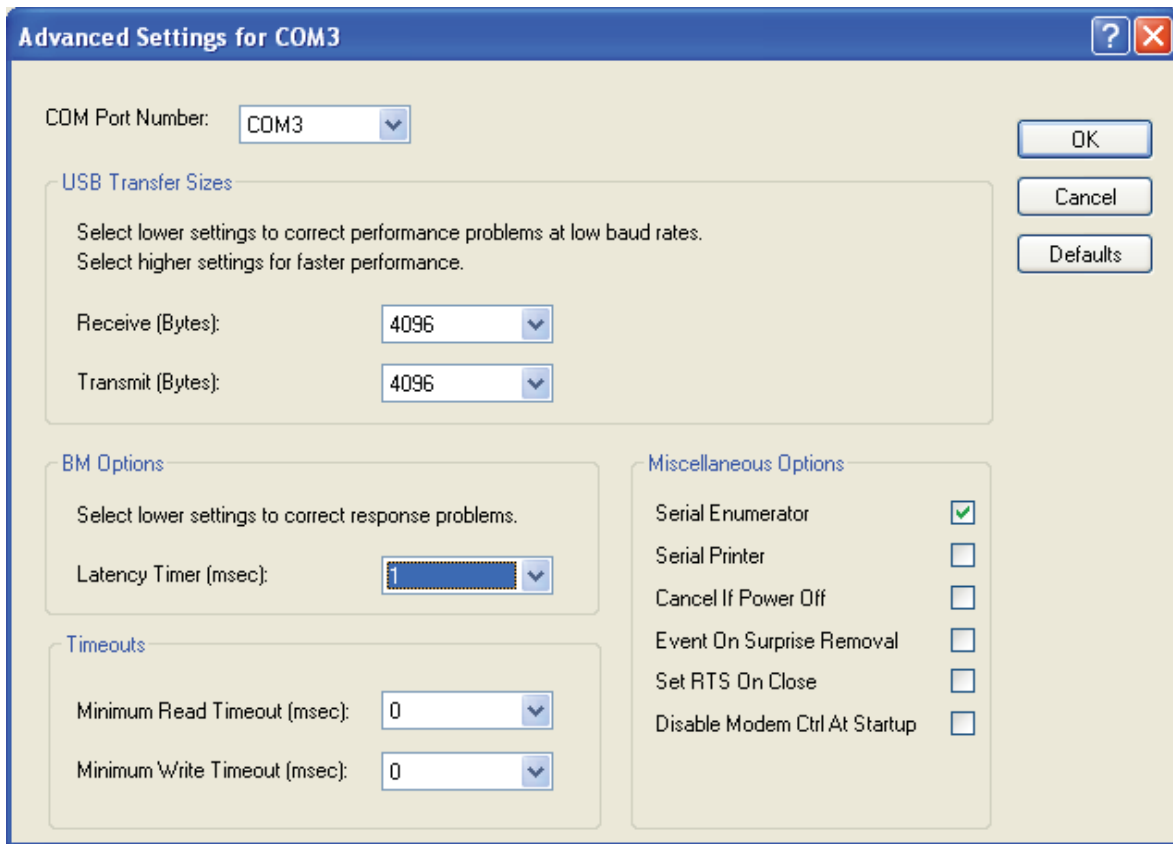 Advanced Settings for COM3
?
COM Port Number: COM3
OK
Cancel
Defaults
USB Transfer Sizes
Select lower settings to correct performance problems at low baud rates.
Select higher settings for faster performance.
Receive (Bytes): 4096
Transmit (Bytes): 4096
BM Options
Select lower settings to correct response problems.
Latency Timer (msec): 1
Timeouts
Minimum Read Timeout (msec): 0
Minimum Write Timeout (msec): 0
Miscellaneous Options
Serial Enumerator
Serial Printer
Cancel If Power Off
Event On Surprise Removal
Set RTS On Close
Disable Modem Ctrl At Startup